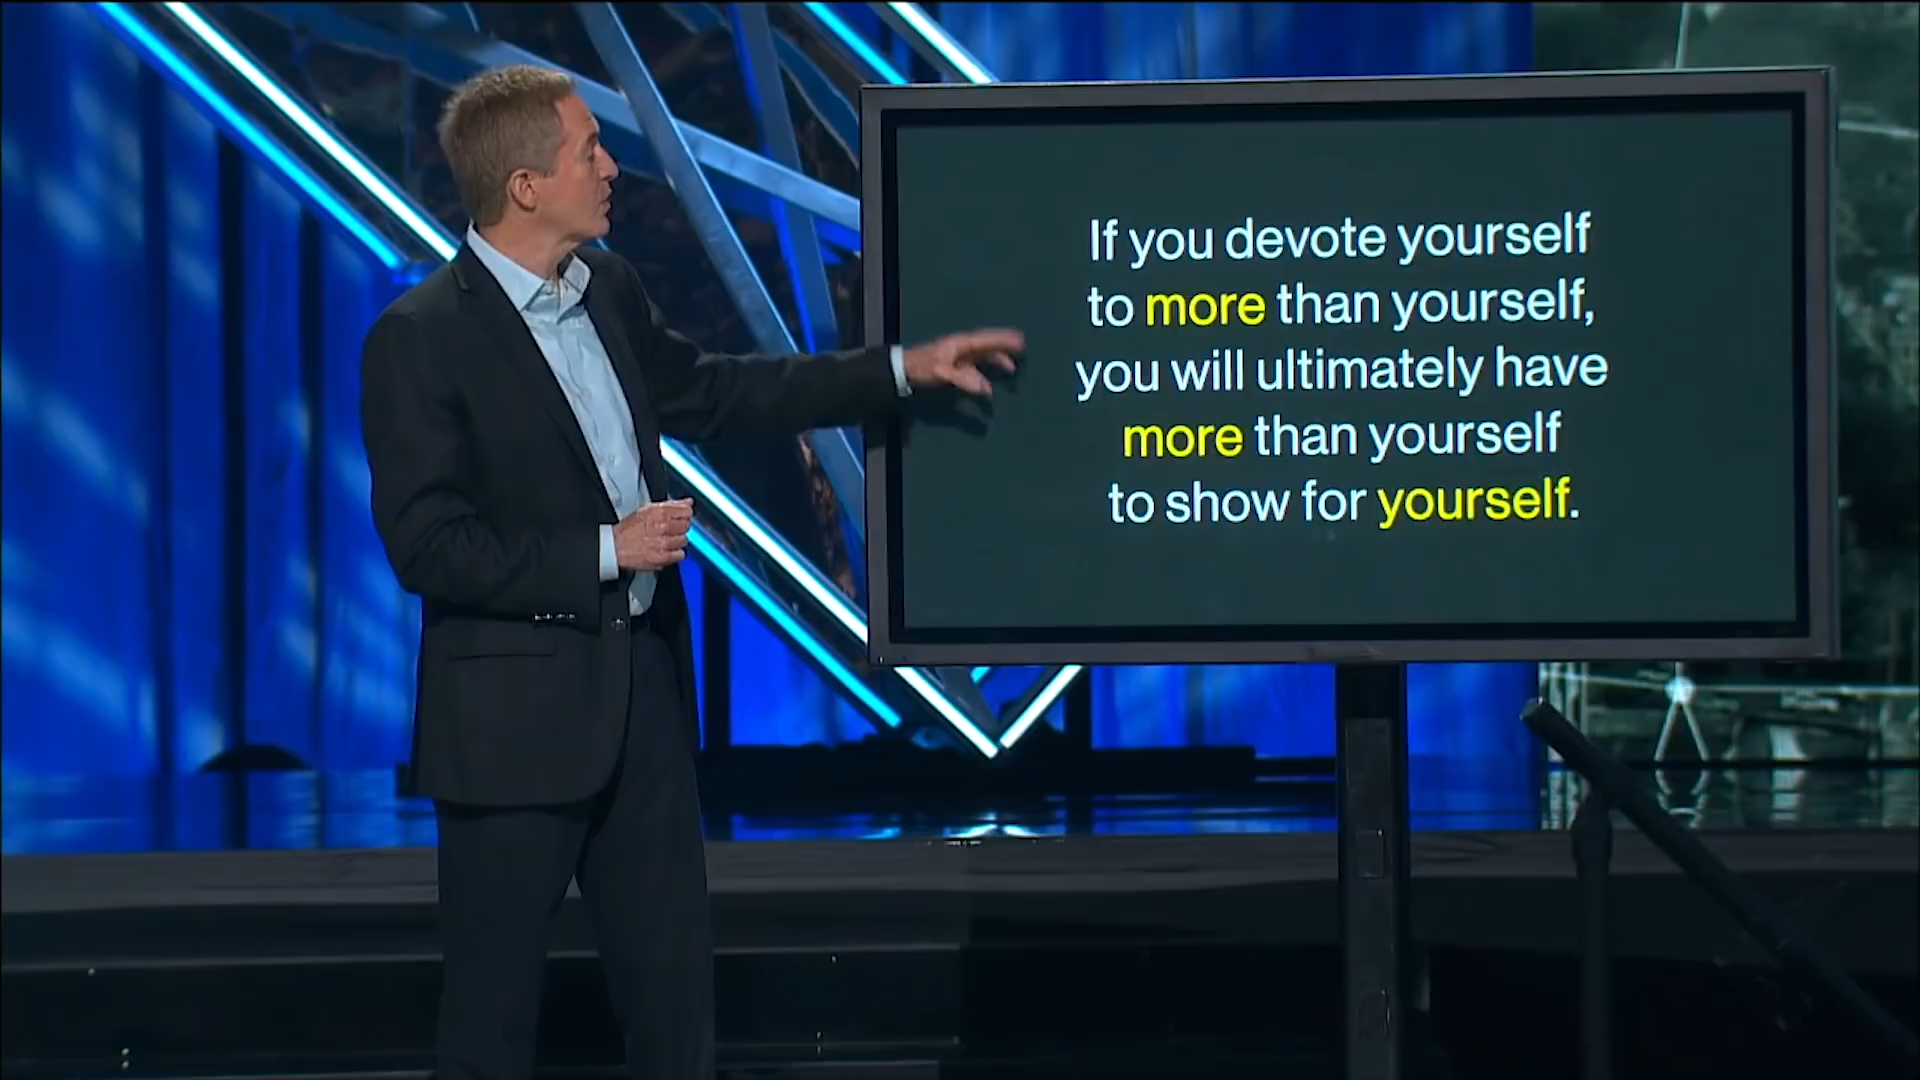 If you devote yourself
to more than yourself,
you will ultimately have
more than yourself
to show for yourself.